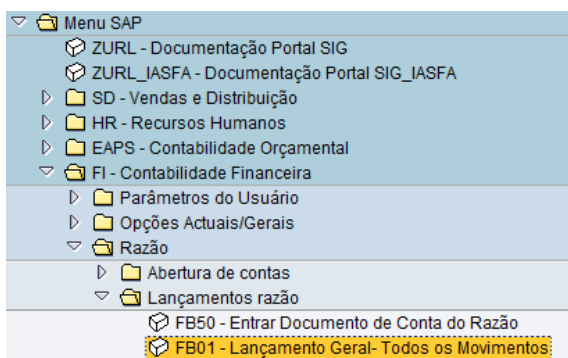 Menu SAP
ZURL - Documentação Portal SIG
ZURL_IASFA - Documentação Portal SIG_IASFA
SD - Vendas e Distribuição
HR - Recursos Humanos
EAPS - Contabilidade Orçamental
FI - Contabilidade Financeira
Parâmetros do Usuário
Opções Actuais/Gerais
Razão
Abertura de contas
Lançamentos razão
FB50 - Entrar Documento de Conta do Razão
FB01 - Lançamento Geral- Todos os Movimentos